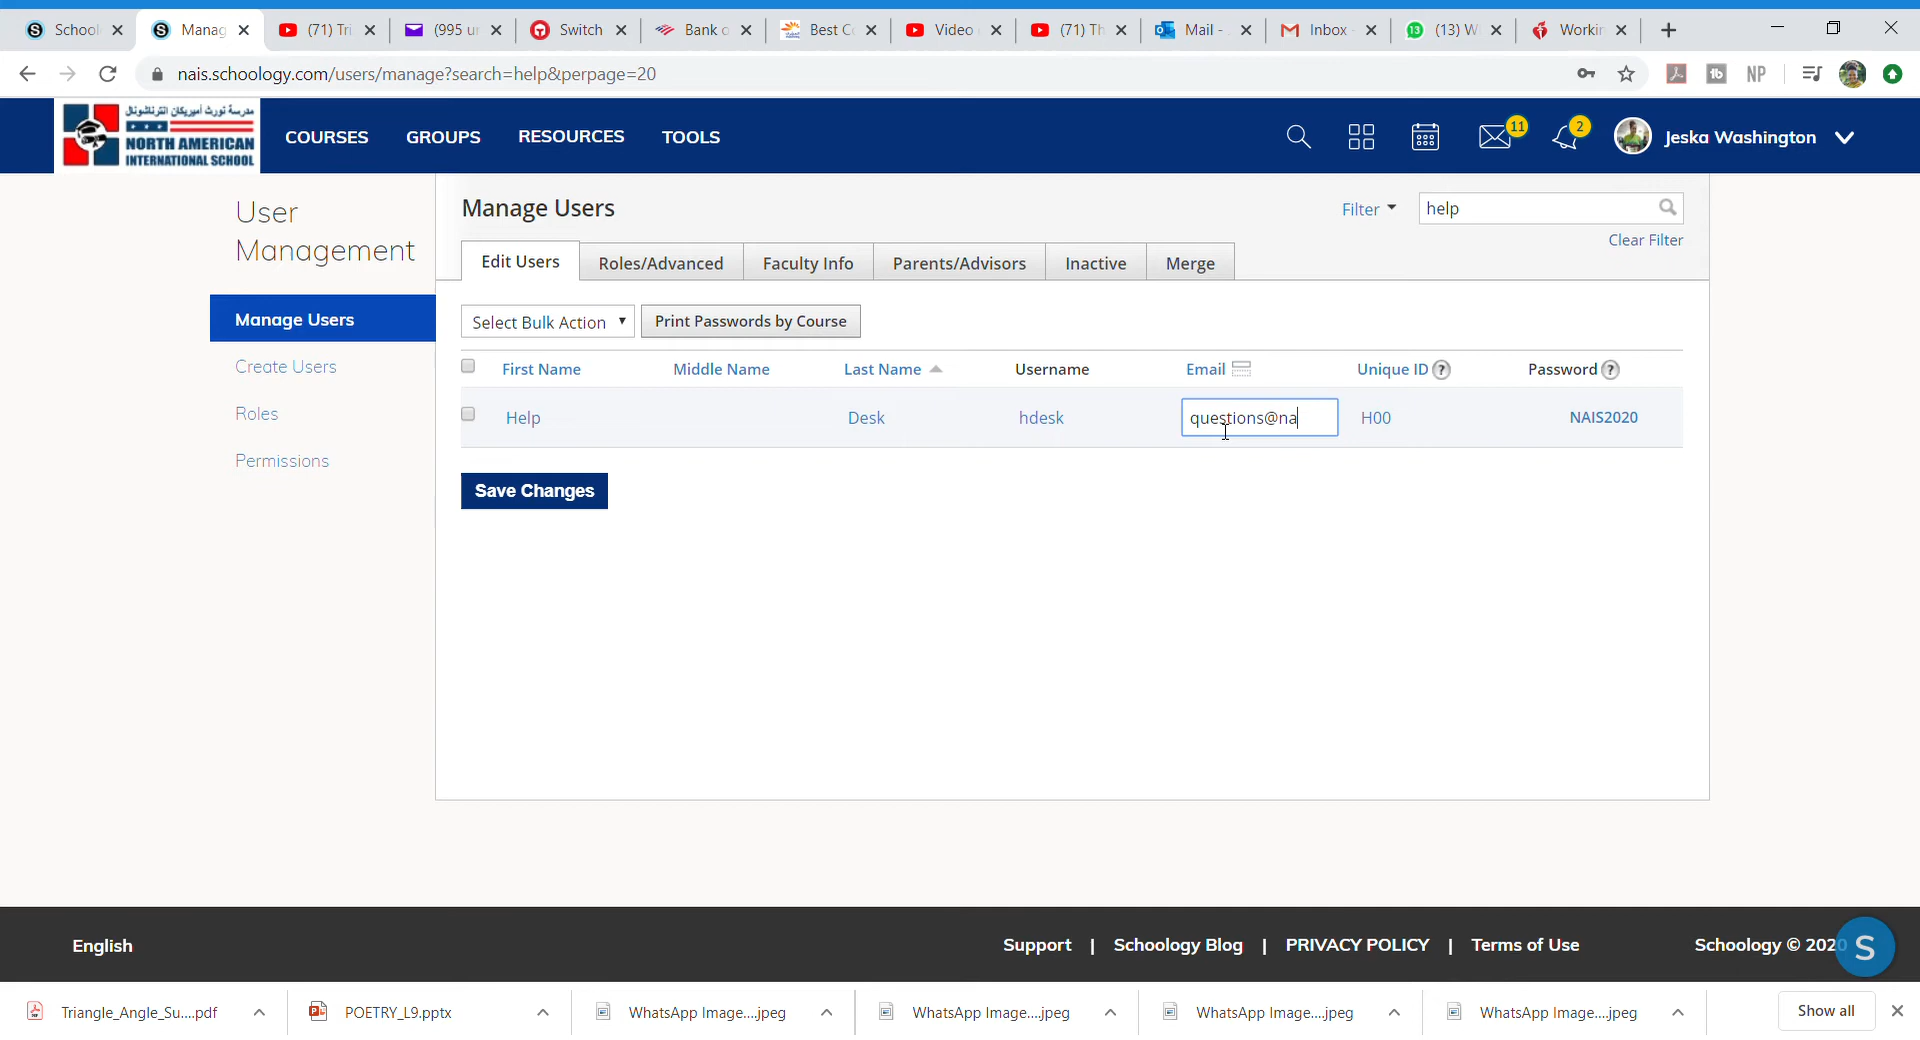 School
Manag
(71) Tri
(995 u
Switch
Bank o
Best Co
Video
(71) Th
Mail -
Inbox
(13) W
Workin
nais.schoology.com/users/manage?search=help&perpage=20
NP
مدرسة نورث أميريكان انترناشونال
NORTH AMERICAN
INTERNATIONAL SCHOOL
COURSES
GROUPS
RESOURCES
TOOLS
11
2
Jeska Washington
User
Management
Manage Users
Create Users
Roles
Permissions
Manage Users
Filter
help
Clear Filter
Edit Users
Roles/Advanced
Faculty Info
Parents/Advisors
Inactive
Merge
Select Bulk Action
Print Passwords by Course
First Name Middle Name Last Name Username Email Unique ID ? Password ?
Help Desk hdesk questions@na H00 NAIS2020
Save Changes
English
Support | Schoology Blog | PRIVACY POLICY | Terms of Use
Schoology © 2020
S
Triangle_Angle_Su....pdf
POETRY_L9.pptx
WhatsApp Image....jpeg
WhatsApp Image....jpeg
WhatsApp Image....jpeg
WhatsApp Image....jpeg
Show all